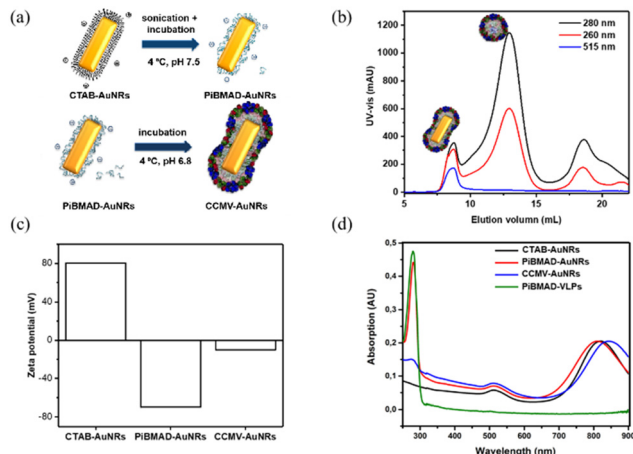 (a)
sonication +
incubation
4 ºC, pH 7.5
CTAB-AuNRs
PiBMAD-AuNRs
incubation
4 ºC, pH 6.8
PiBMAD-AuNRs
CCMV-AuNRs
(b)
UV-vis (mAU)
1200
1000
800
600
400
200
0
5
10
15
20
Elution volumn (mL)
280 nm
260 nm
515 nm
(c)
Zeta potential (mV)
80
40
0
-40
-80
CTAB-AuNRs
PiBMAD-AuNRs
CCMV-AuNRs
(d)
Absorption (AU)
0,5
0,4
0,3
0,2
0,1
0,0
300
400
500
600
700
800
900
Wavelength (nm)
CTAB-AuNRs
PiBMAD-AuNRs
CCMV-AuNRs
PiBMAD-VLPs